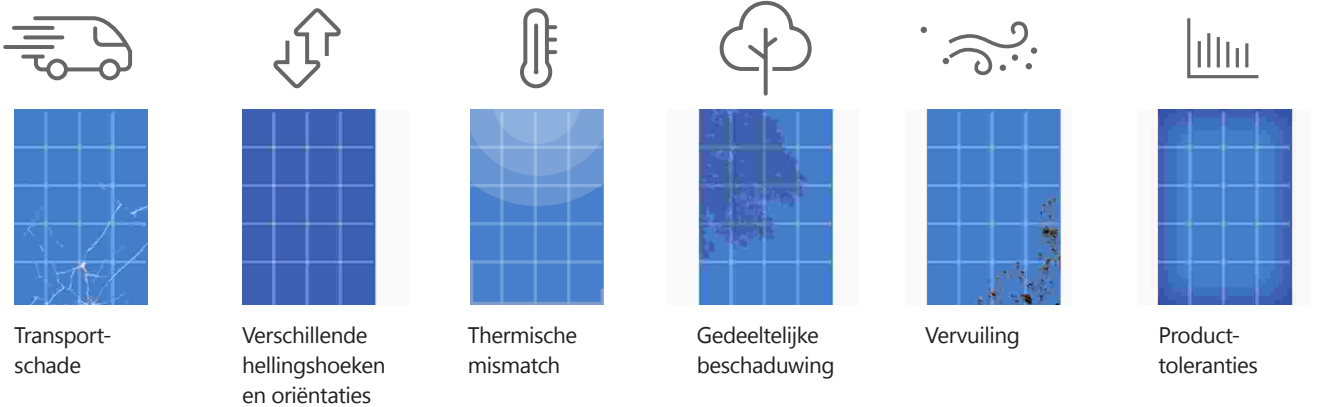 Transport-
schade
Verschillende
hellingshoeken
en oriëntaties
Thermische
mismatch
Gedeeltelijke
beschaduwing
Vervuiling
Product-
toleranties